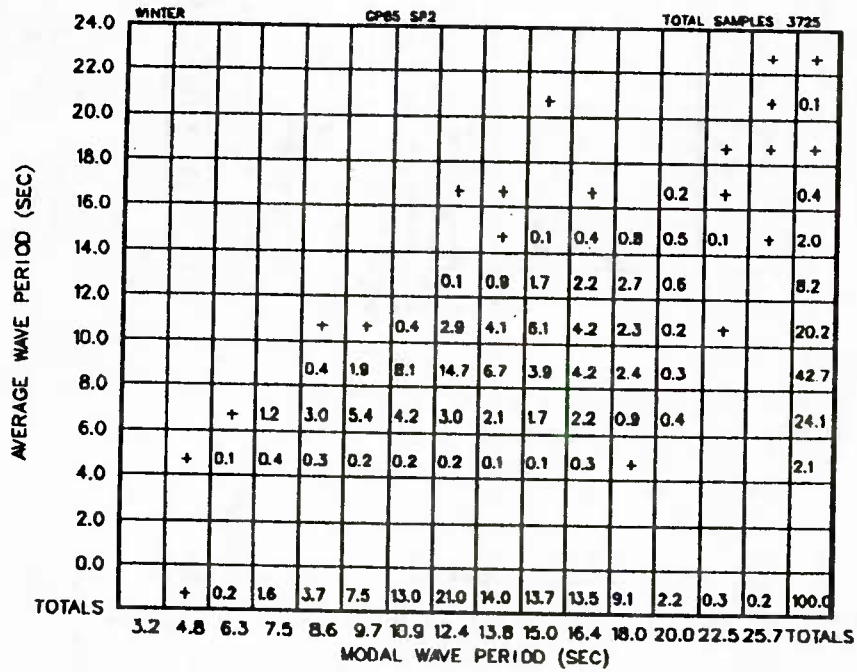 WINTER CP85 SP2 TOTAL SAMPLES 3725
24.0
+ +
22.0
+ + 0.1
20.0
+ + +
18.0
+ + + 0.2 + 0.4
16.0
+ 0.1 0.4 0.8 0.5 0.1 + 2.0
14.0
0.1 0.9 1.7 2.2 2.7 0.6 8.2
12.0
+ + 0.4 2.9 4.1 6.1 4.2 2.3 0.2 + 20.2
10.0
0.4 1.9 8.1 14.7 6.7 3.9 4.2 2.4 0.3 42.7
8.0
+ 1.2 3.0 5.4 4.2 3.0 2.1 1.7 2.2 0.9 0.4 24.1
6.0
+ 0.1 0.4 0.3 0.2 0.2 0.2 0.1 0.1 0.3 + 2.1
4.0
2.0
0.0
TOTALS + 0.2 1.6 3.7 7.5 13.0 21.0 14.0 13.7 13.5 9.1 2.2 0.3 0.2 100.0
3.2 4.8 6.3 7.5 8.6 9.7 10.9 12.4 13.8 15.0 16.4 18.0 20.0 22.5 25.7 TOTALS
MODAL WAVE PERIOD (SEC)
AVERAGE WAVE PERIOD (SEC)